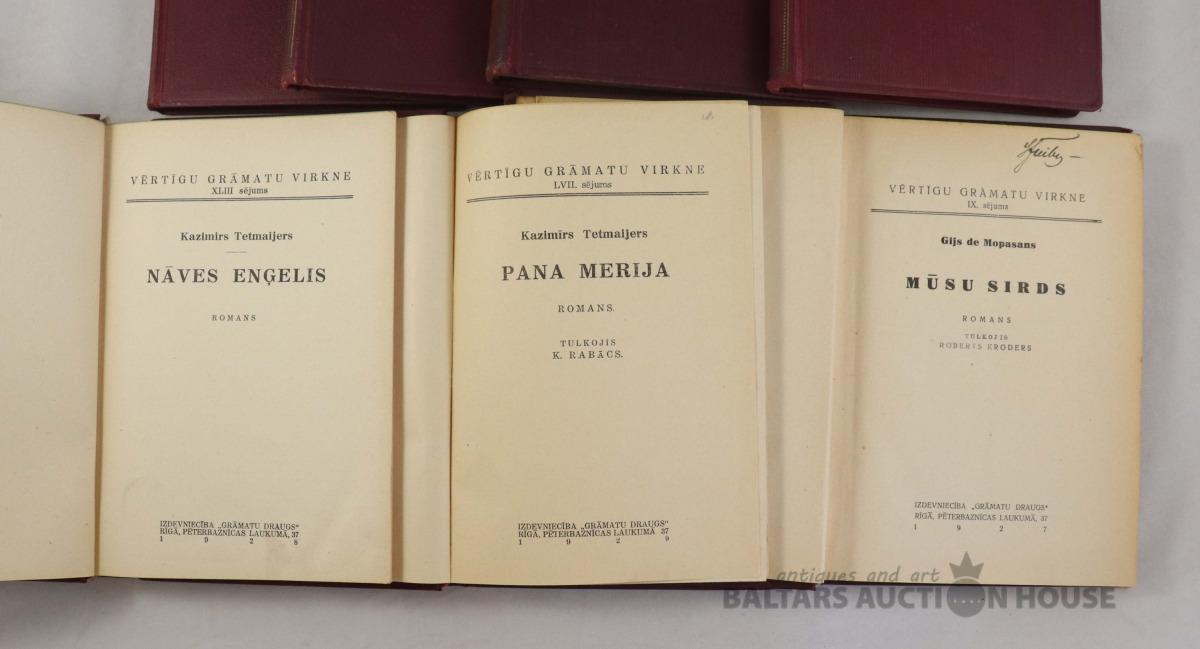 VĒRTĪGU GRĀMATU VIRKNE
XLIII sējums
Kazimirs Tetmaijers
NĀVES EŅĢELIS
ROMANS
IZDEVNIECĪBA „GRĀMATU DRAUGS“
RĪGĀ, PĒTERBAZNĪCAS LAUKUMĀ, 37
1 9 2 8
VĒRTĪGU GRĀMATU VIRKNE
LVII. sējums
Kazimīrs Tetmaijers
PANA MERIJA
ROMANS.
TULKOJIS
K. RABĀCS.
IZDEVNIECĪBA „GRĀMATU DRAUGS“
RĪGĀ, PĒTERBAZNĪCAS LAUKUMĀ 37
1 9 2 9
VĒRTĪGU GRĀMATU VIRKNE
IX. sējums
Gijs de Mopasans
MŪSU SIRDS
ROMANS
TULKOJIS
ROBERTS KRODERS
IZDEVNIECĪBA „GRĀMATU DRAUGS“
RĪGĀ, PĒTERBAZNĪCAS LAUKUMĀ, 37
1 9 2 7
antiques and art
BALTARS AUCTION HOUSE